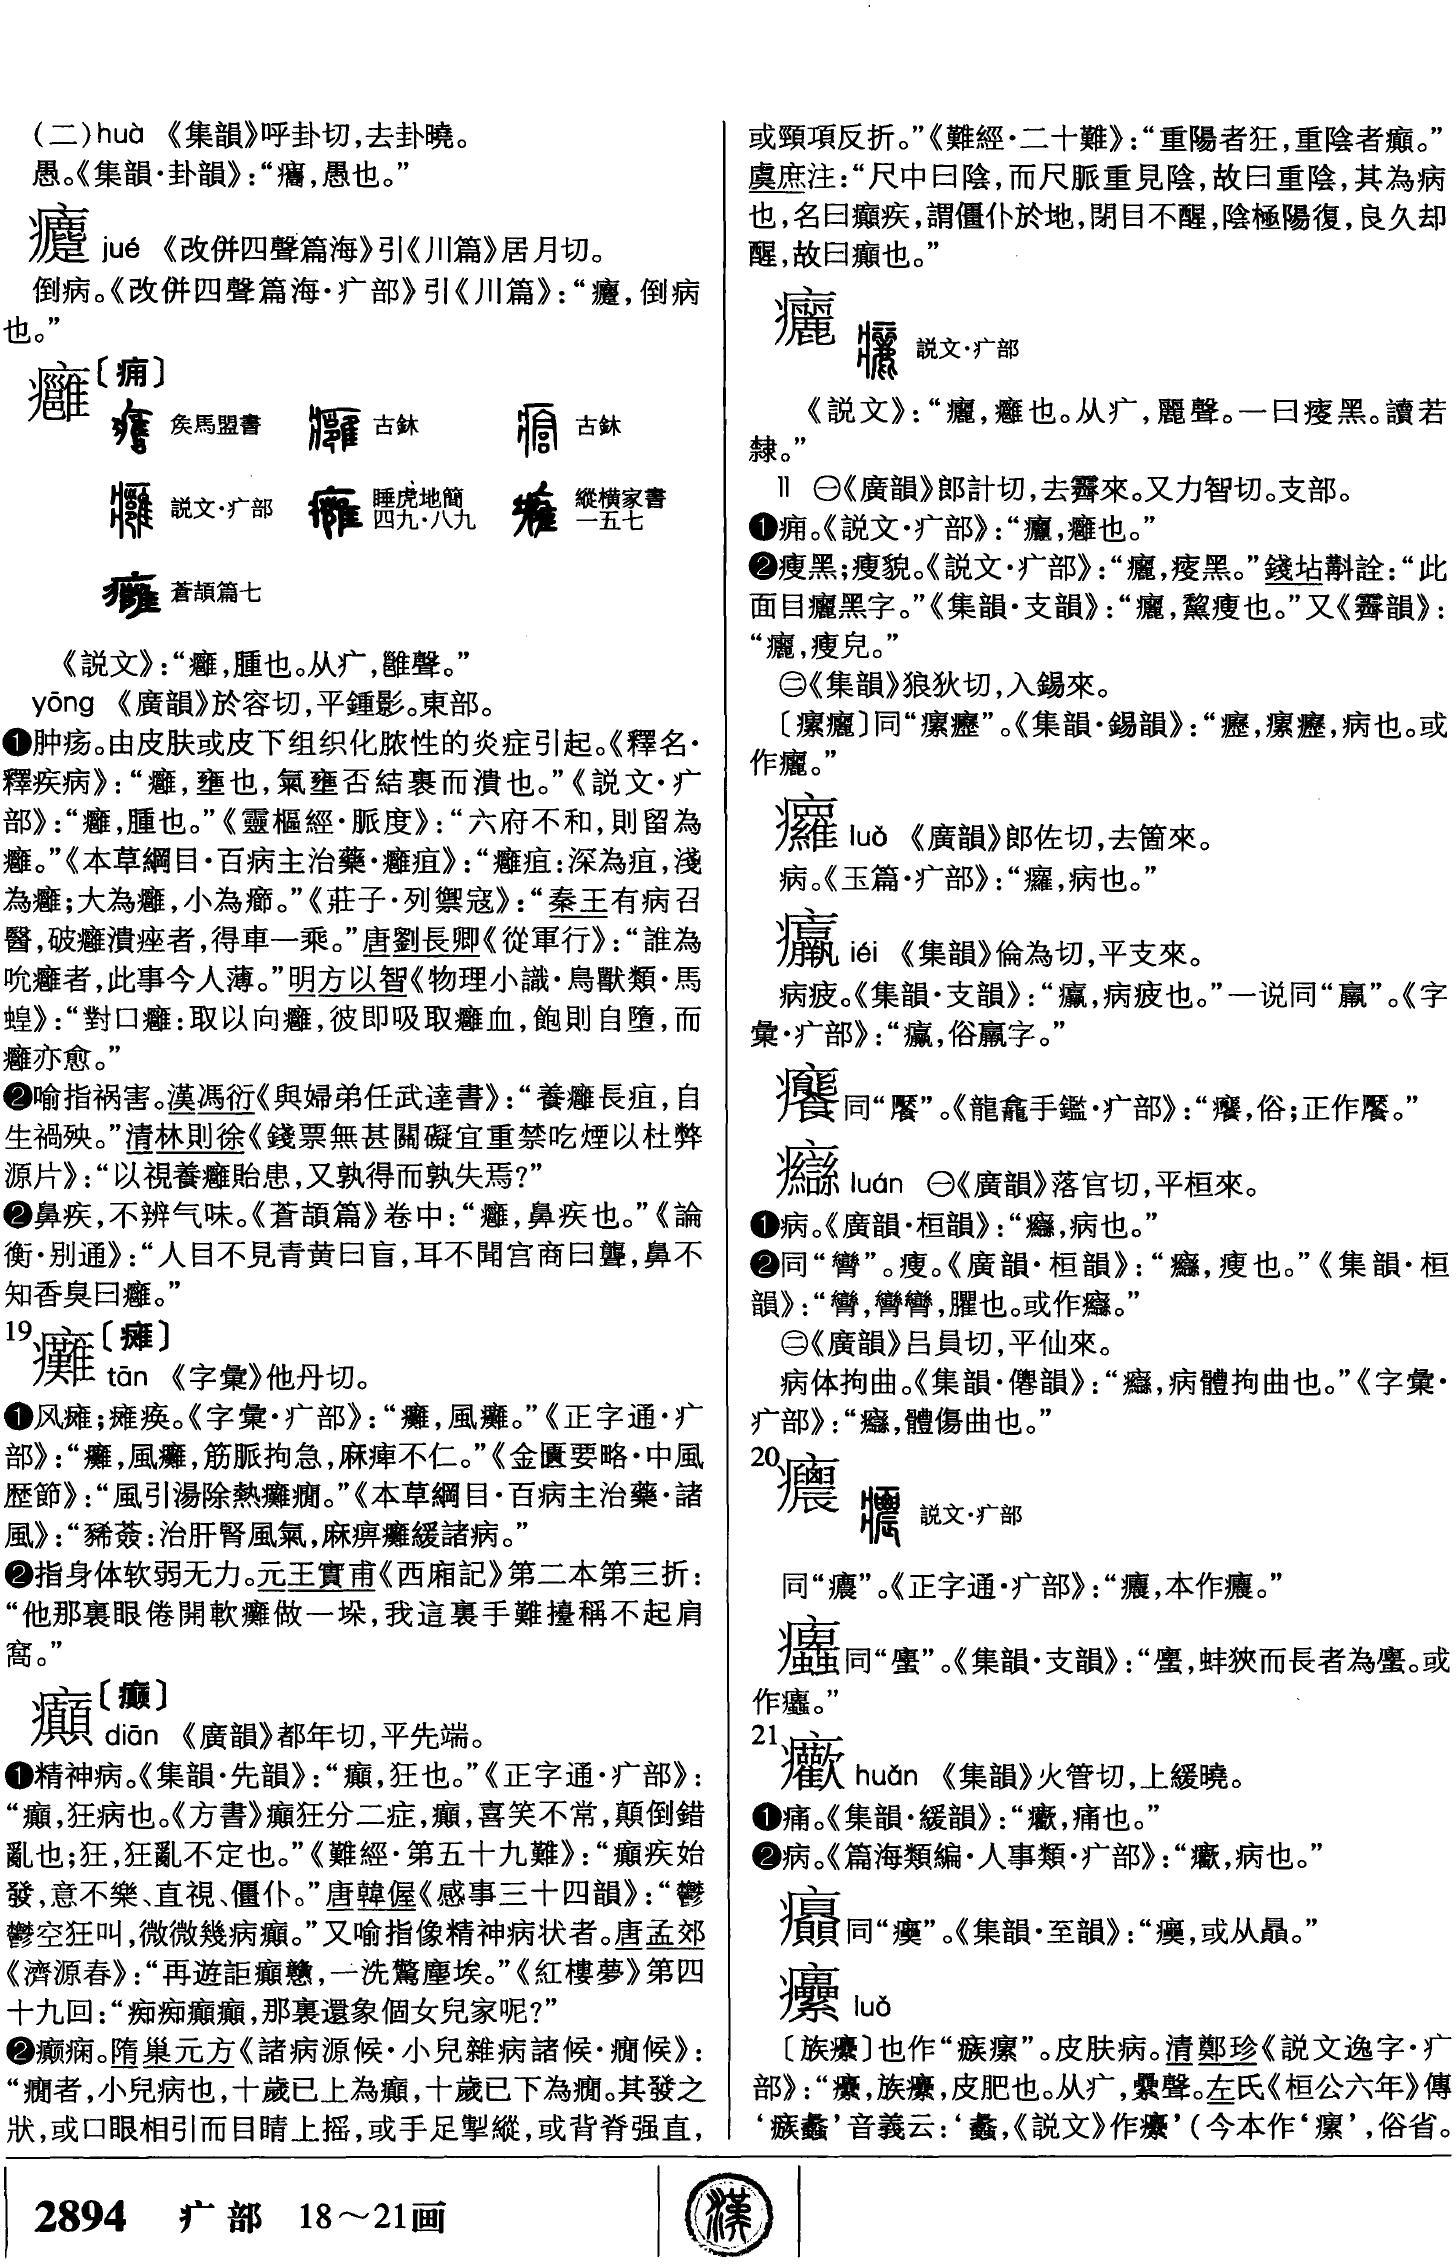 (二)huà 《集韻》呼卦切,去卦曉。
愚。《集韻·卦韻》:“,愚也。”
jué 《改併四聲篇海》引《川篇》居月切。
倒病。《改併四聲篇海·疒部》引《川篇》:“,倒病
也。”
癰〔痈〕
矦馬盟書 古鉢 古鉢
説文·疒部 睡虎地簡四九·八九 縱橫家書一五七
蒼頡篇七
《説文》:“癰,腫也。从疒,雝聲。”
yōng 《廣韻》於容切,平鍾影。東部。
❶肿疡。由皮肤或皮下组织化脓性的炎症引起。《釋名·
釋疾病》:“癰,壅也,氣壅否結裹而潰也。”《説文·疒
部》:“癰,腫也。”《靈樞經·脈度》:“六府不和,則留為
癰。”《本草綱目·百病主治藥·癰疽》:“癰疽:深為疽,淺
為癰;大為癰,小為癤。”《莊子·列禦寇》:“秦王有病召
醫,破癰潰痤者,得車一乘。”唐劉長卿《從軍行》:“誰為
吮癰者,此事今人薄。”明方以智《物理小識·鳥獸類·馬
蝗》:“對口癰:取以向癰,彼即吸取癰血,飽則自墮,而
癰亦愈。”
❷喻指祸害。漢馮衍《與婦弟任武達書》:“養癰長疽,自
生禍殃。”清林則徐《錢票無甚關礙宜重禁吃煙以杜弊
源片》:“以視養癰貽患,又孰得而孰失焉?”
❷鼻疾,不辨气味。《蒼頡篇》卷中:“癰,鼻疾也。”《論
衡·别通》:“人目不見青黄曰盲,耳不聞宫商曰聾,鼻不
知香臭曰癰。”
19癱〔瘫〕
tān 《字彙》他丹切。
❶风瘫;瘫痪。《字彙·疒部》:“癱,風癱。”《正字通·疒
部》:“癱,風癱,筋脈拘急,麻痺不仁。”《金匱要略·中風
歷節》:“風引湯除熱癱癇。”《本草綱目·百病主治藥·諸
風》:“豨薟:治肝腎風氣,麻痹癱緩諸病。”
❷指身体软弱无力。元王實甫《西廂記》第二本第三折:
“他那裏眼倦開軟癱做一垛,我這裏手難擡稱不起肩
窩。”
癲〔癫〕
diān 《廣韻》都年切,平先端。
❶精神病。《集韻·先韻》:“癲,狂也。”《正字通·疒部》:
“癲,狂病也。《方書》癲狂分二症,癲,喜笑不常,顛倒錯
亂也;狂,狂亂不定也。”《難經·第五十九難》:“癲疾始
發,意不樂、直視、僵仆。”唐韓偓《感事三十四韻》:“鬱
鬱空狂叫,微微幾病癲。”又喻指像精神病状者。唐孟郊
《濟源春》:“再遊詎癲戇,一洗驚塵埃。”《紅樓夢》第四
十九回:“痴痴癲癲,那裏還象個女兒家呢?”
❷癫痫。隋巢元方《諸病源候·小兒雜病諸候·癇候》:
“癇者,小兒病也,十歲已上為癲,十歲已下為癇。其發之
狀,或口眼相引而目睛上摇,或手足掣縱,或背脊强直,
或頸項反折。”《難經·二十難》:“重陽者狂,重陰者癲。”
虞庶注:“尺中曰陰,而尺脈重見陰,故曰重陰,其為病
也,名曰癲疾,謂僵仆於地,閉目不醒,陰極陽復,良久却
醒,故曰癲也。”
㿛 説文·疒部
《説文》:“㿛,癰也。从疒,麗聲。一曰瘦黑。讀若
隸。”
lì ㊀《廣韻》郎計切,去霽來。又力智切。支部。
❶痈。《説文·疒部》:“㿛,癰也。”
❷瘦黑;瘦貌。《説文·疒部》:“㿛,瘦黑。”錢坫斠詮:“此
面目㿛黑字。”《集韻·支韻》:“㿛,黧瘦也。”又《霽韻》:
“㿛,瘦皃。”
㊁《集韻》狼狄切,入錫來。
〔瘰㿛〕同“瘰癧”。《集韻·錫韻》:“癧,瘰癧,病也。或
作㿛。”
癳 luǒ 《廣韻》郎佐切,去箇來。
病。《玉篇·疒部》:“,病也。”
léi 《集韻》倫為切,平支來。
病疲。《集韻·支韻》:“,病疲也。”一说同“羸”。《字
彙·疒部》:“,俗羸字。”
同“”。《龍龕手鑑·疒部》:“,俗;正作。”
癴 luán ㊀《廣韻》落官切,平桓來。
❶病。《廣韻·桓韻》:“,病也。”
❷同“臠”。瘦。《廣韻·桓韻》:“,瘦也。”《集韻·桓
韻》:“臠,臠臠,臞也。或作。”
㊁《廣韻》吕員切,平仙來。
病体拘曲。《集韻·僊韻》:“,病體拘曲也。”《字彙·
疒部》:“,體傷曲也。”
20
説文·疒部
同“癑”。《正字通·疒部》:“癑,本作。”
同“蠯”。《集韻·支韻》:“蠯,蚌狹而長者為蠯。或
作。”
21 huǎn 《集韻》火管切,上緩曉。
❶痛。《集韻·緩韻》:“,痛也。”
❷病。《篇海類編·人事類·疒部》:“,病也。”
同“”。《集韻·至韻》:“,或从贔。”
癳 luǒ
〔族癳〕也作“瘯瘰”。皮肤病。清鄭珍《説文逸字·疒
部》:“癳,族癳,皮肥也。从疒,纍聲。左氏《桓公六年》傳
‘瘯蠡’音義云:‘蠡,《説文》作癳’(今本作‘瘰’,俗省。
2894 疒部 18～21画
漢